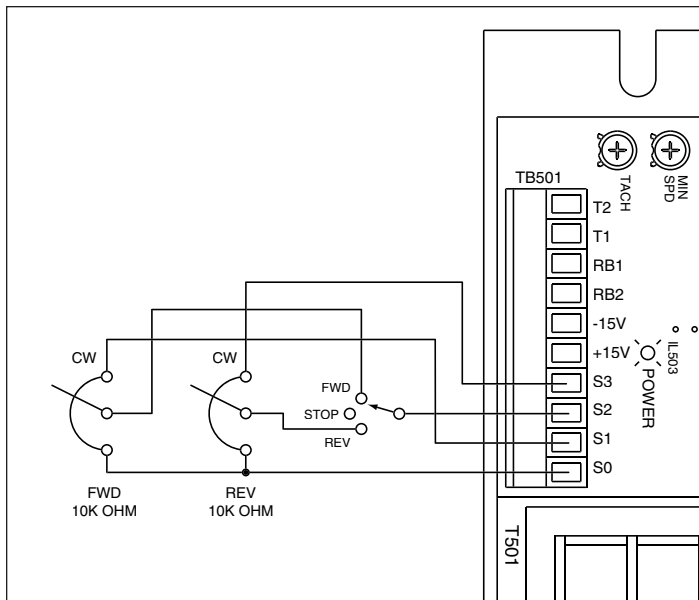 TB501
TACH
MIN
SPD
T2
T1
RB1
RB2
-15V
+15V
IL503
POWER
S3
S2
S1
S0
CW
CW
FWD
STOP
REV
FWD
10K OHM
REV
10K OHM
T501